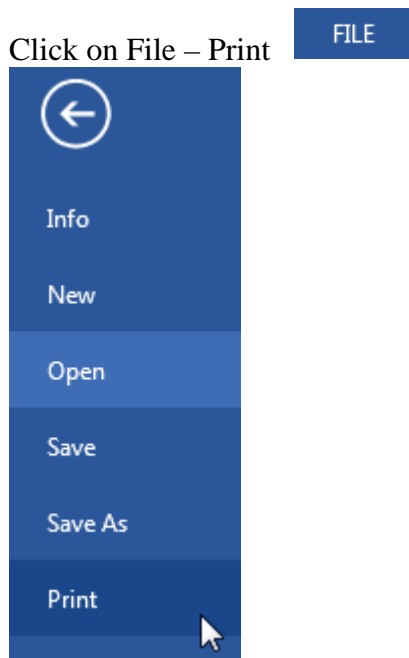 Click on File – Print FILE
Info
New
Open
Save
Save As
Print